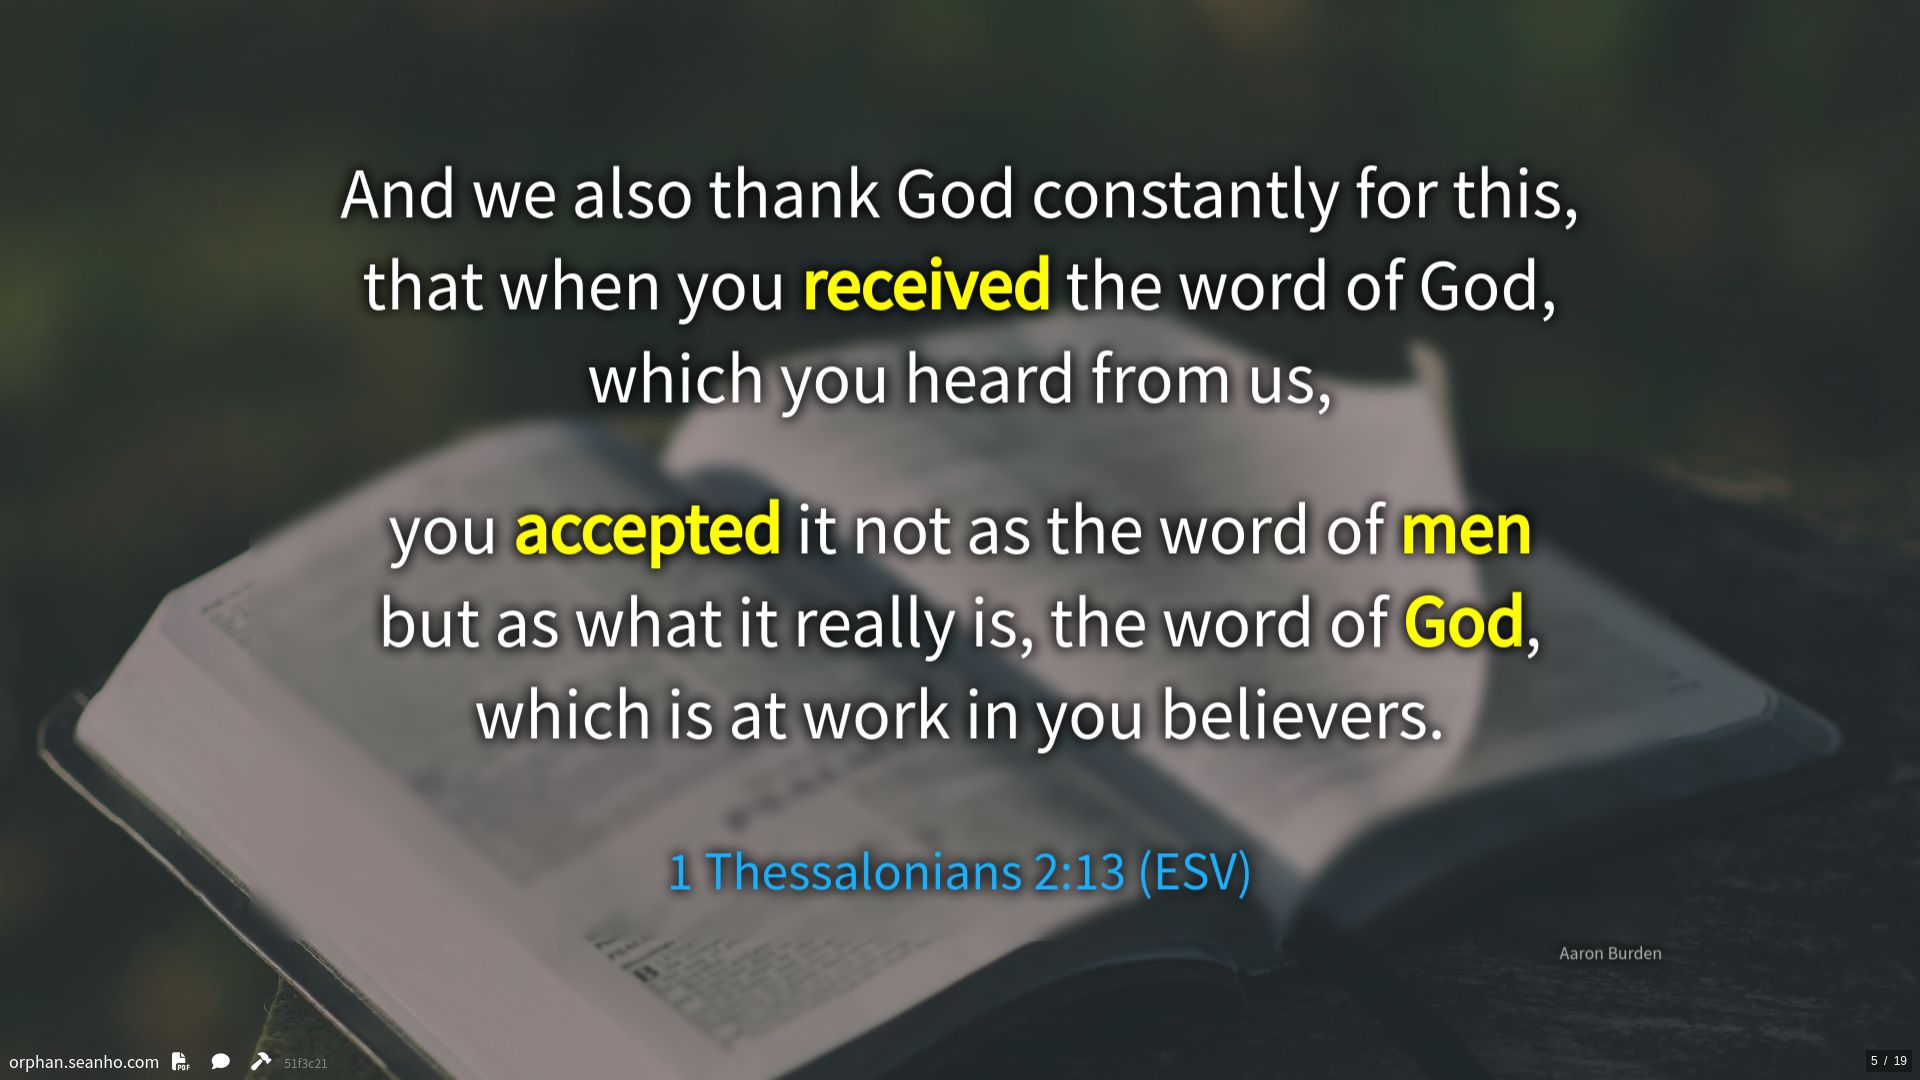 And we also thank God constantly for this,
that when you received the word of God,
which you heard from us,
you accepted it not as the word of men
but as what it really is, the word of God,
which is at work in you believers.
1 Thessalonians 2:13 (ESV)
Aaron Burden
orphan.seanho.com
PDF
51f3c21
5 / 19